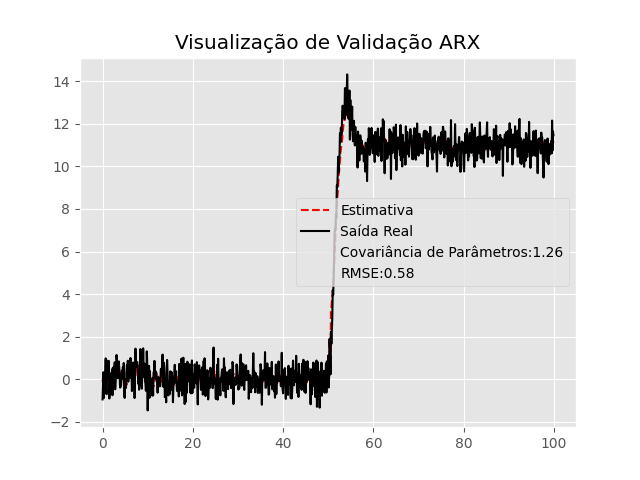 Visualização de Validação ARX
14
12
10
8
6
4
2
0
−2
Estimativa
Saída Real
Covariância de Parâmetros:1.26
RMSE:0.58
0 20 40 60 80 100